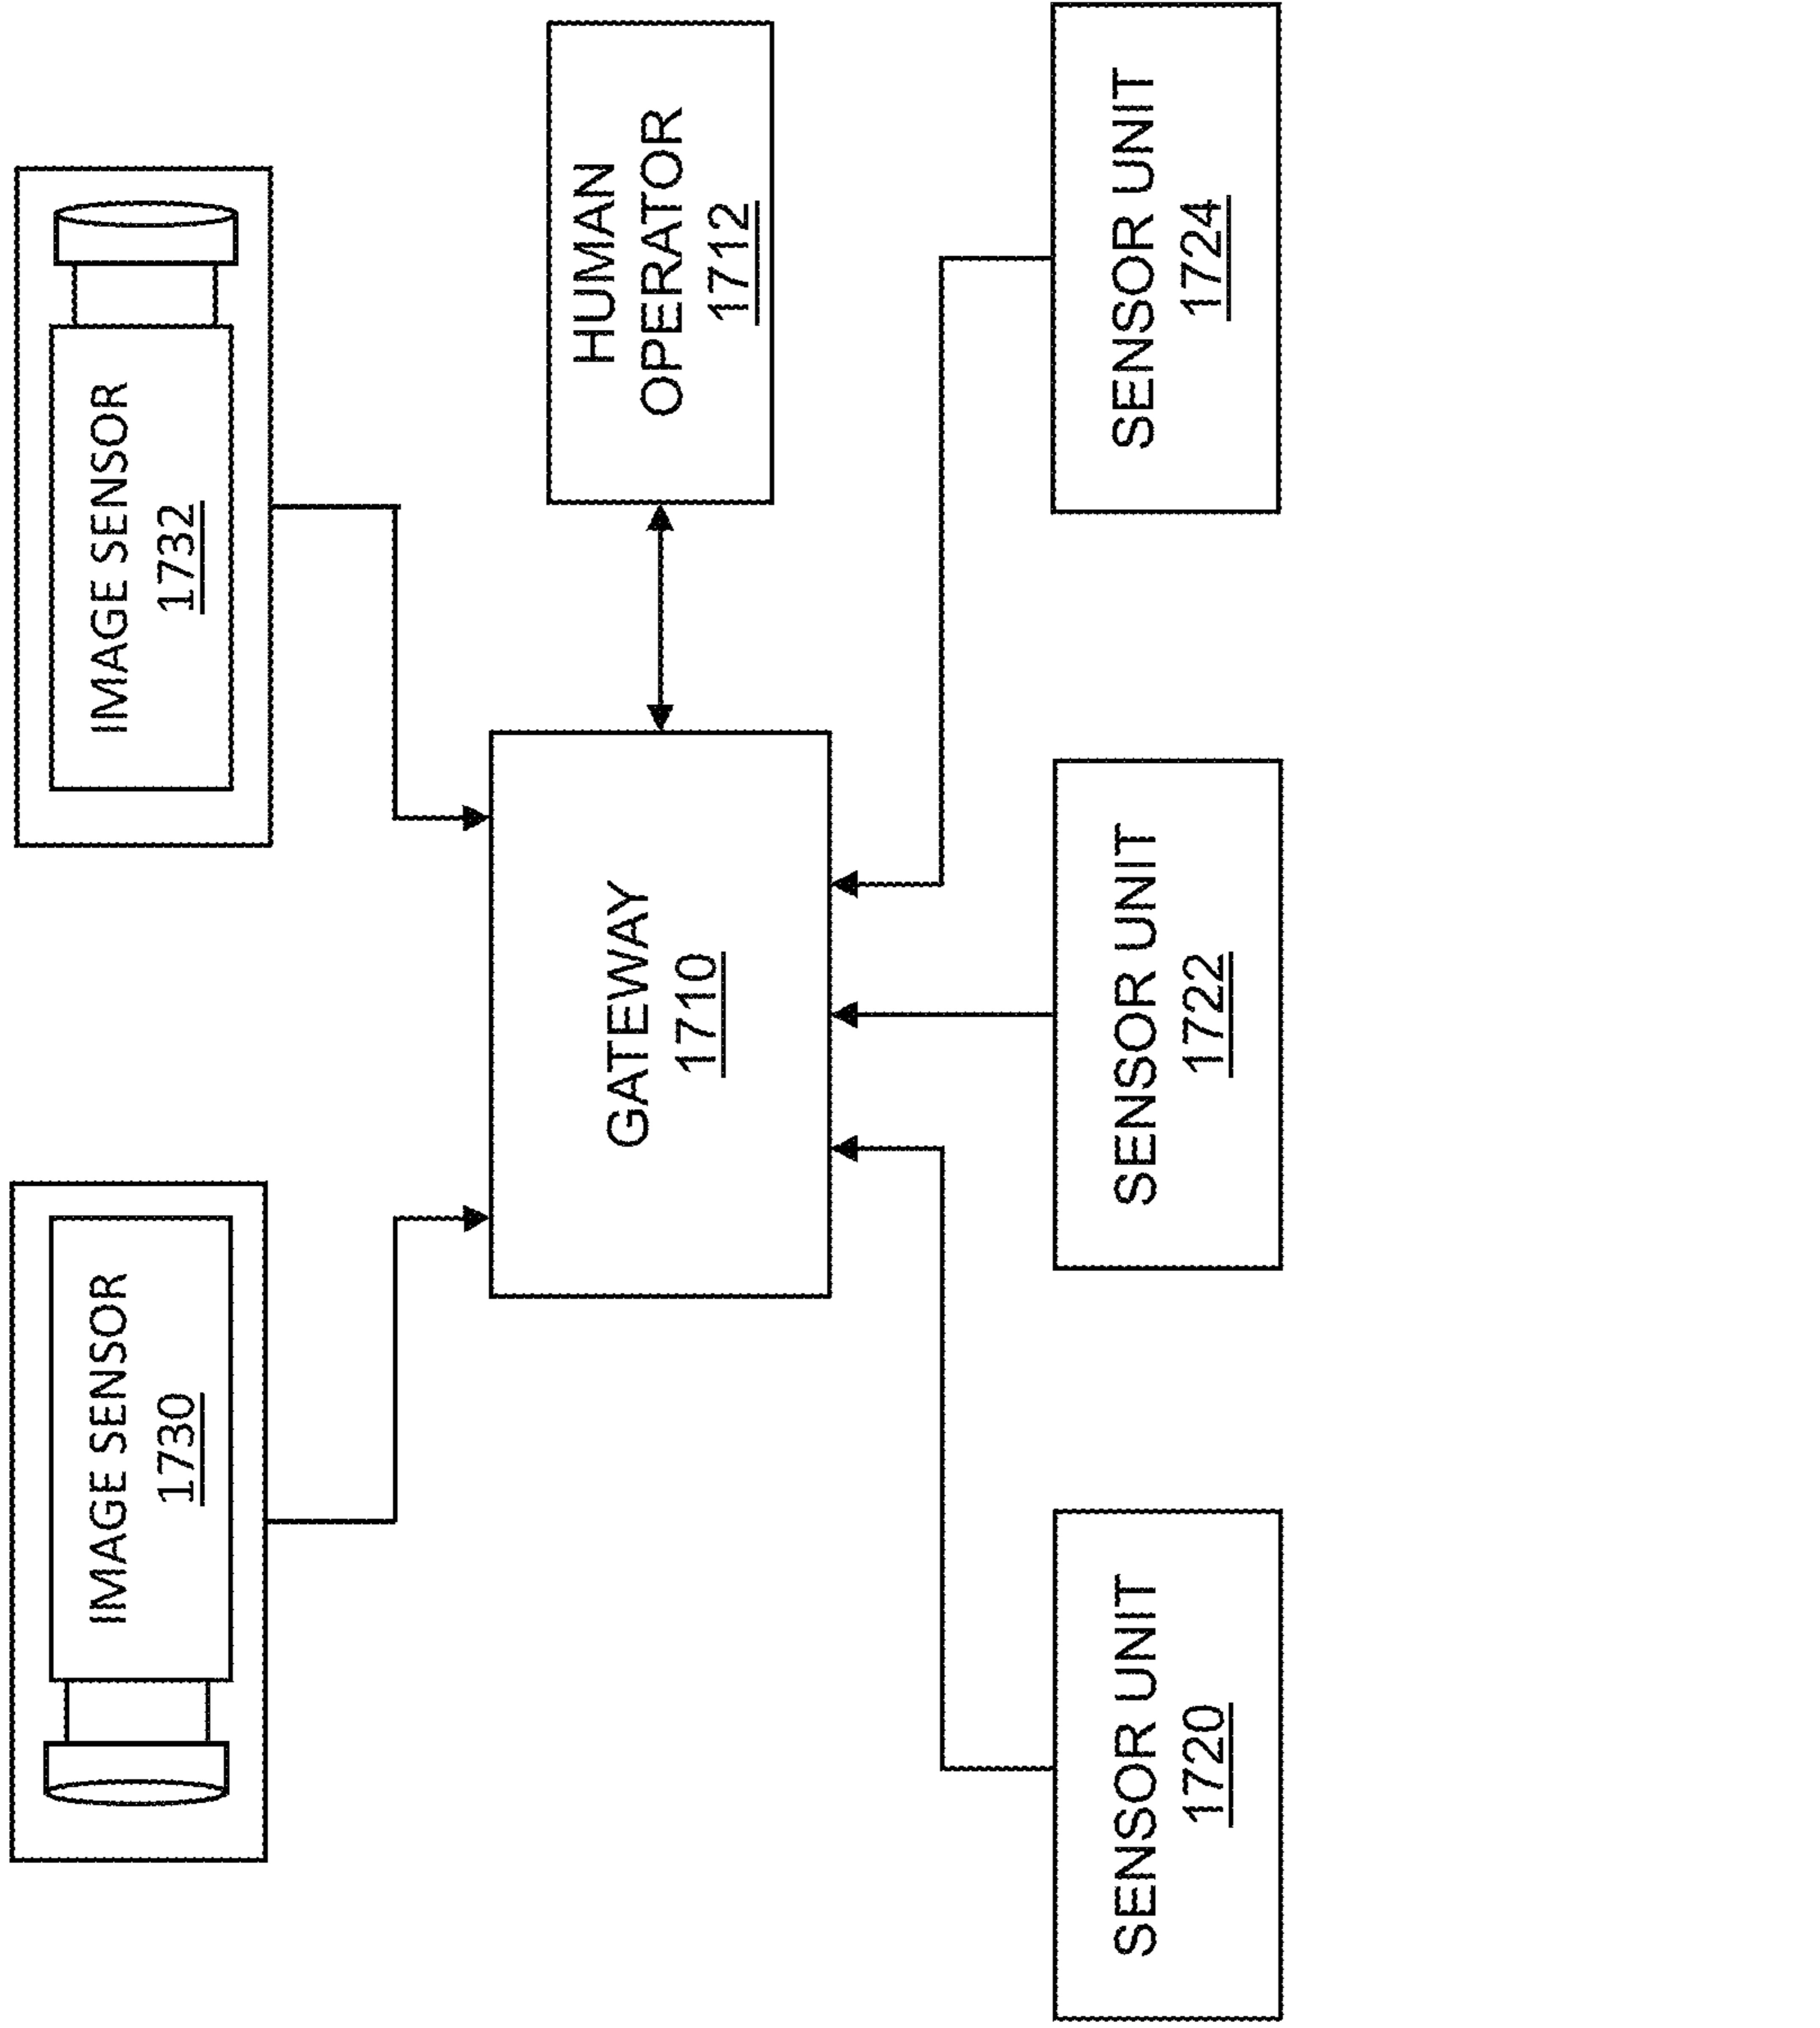 IMAGE SENSOR
1730
IMAGE SENSOR
1732
GATEWAY
1710
HUMAN
OPERATOR
1712
SENSOR UNIT
1720
SENSOR UNIT
1722
SENSOR UNIT
1724